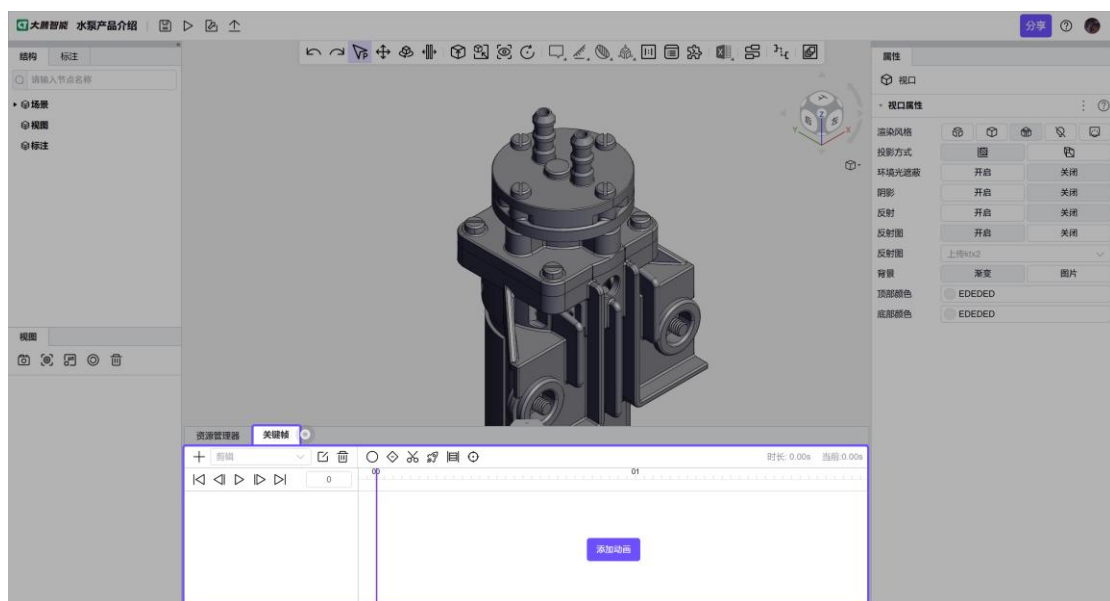 大鹏智能 水泵产品介绍
分享
结构 标注
请输入节点名称
场景
视图
标注
属性
视口
视口属性
渲染风格
投影方式
环境光遮蔽 开启 关闭
阴影 开启 关闭
反射 开启 关闭
反射图 开启 关闭
反射图 上传ktx2
背景 渐变 图片
顶部颜色 EDEDED
底部颜色 EDEDED
视图
资源管理器 关键帧
剪辑 时长: 0.00s 当前:0.00s
0 00 01
添加动画